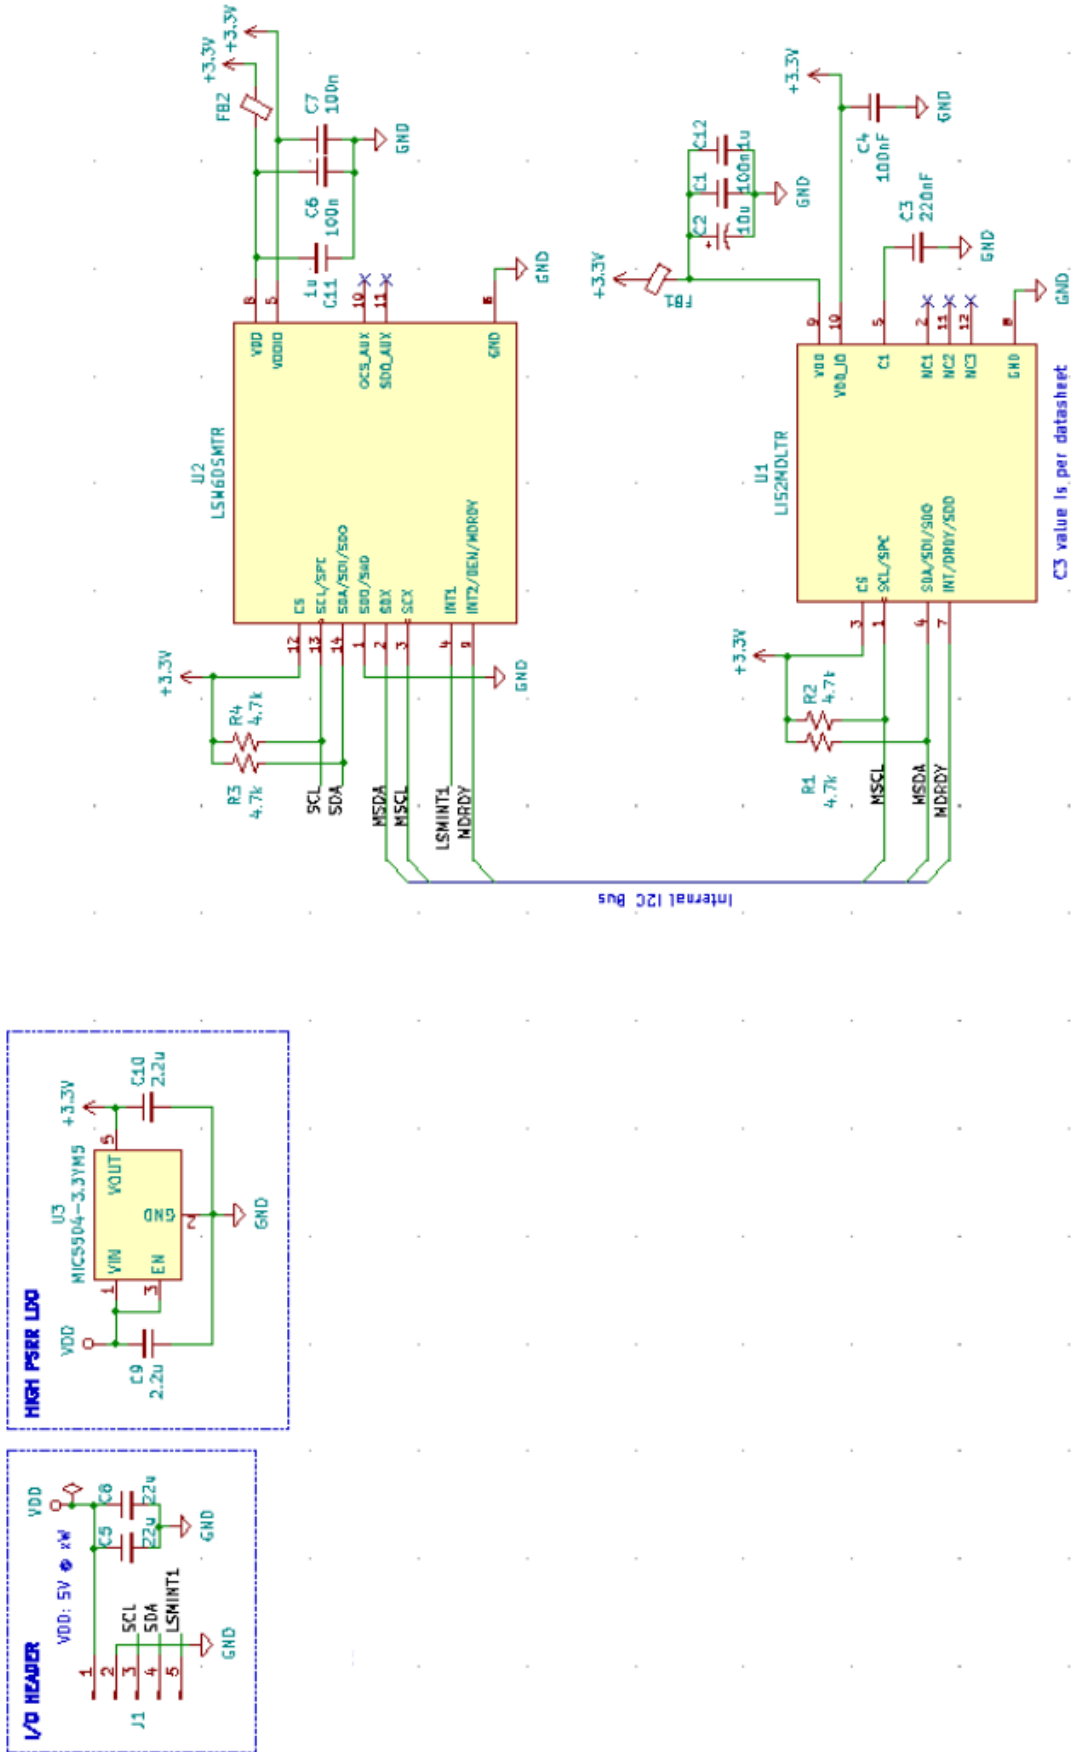 I/O HEADER
VDD: 5V @ xW
VDD
C5
22u
C8
22u
GND
1
2
3
4
5
SCL
SDA
LSMINT1
GND
J1
HIGH PSRR LDO
VDD
C9
2.2u
U3
MIC5504-3.3YM5
VIN
EN
VOUT
GND
1
3
5
2
+3.3V
C10
2.2u
GND
+3.3V
R3
4.7k
R4
4.7k
SCL
SDA
MSDA
MSCL
LSMINT1
MDRDY
12
13
14
1
2
3
4
9
GND
U2
LSM6DSMTR
CS
SCL/SPC
SDA/SDI/SDO
SDO/SA0
SDX
SCX
INT1
INT2/DEN/MDRDY
VDD
VDDIO
OCS_AUX
SDO_AUX
GND
8
5
10
11
6
1u
C11
C6
100n
C7
100n
FB2
+3.3V
+3.3V
GND
GND
Internal I2C Bus
+3.3V
R1
4.7k
R2
4.7k
MSCL
MSDA
MDRDY
3
1
4
7
U1
LIS2MDLTR
CS
SCL/SPC
SDA/SDI/SDO
INT/DRDY/SDO
VDD
VDD_IO
C1
NC1
NC2
NC3
GND
9
10
5
2
11
12
8
+3.3V
FB1
C2
10u
C1
100n
C12
1u
GND
+3.3V
C4
100nF
GND
C3
220nF
GND
GND
C3 value is per datasheet